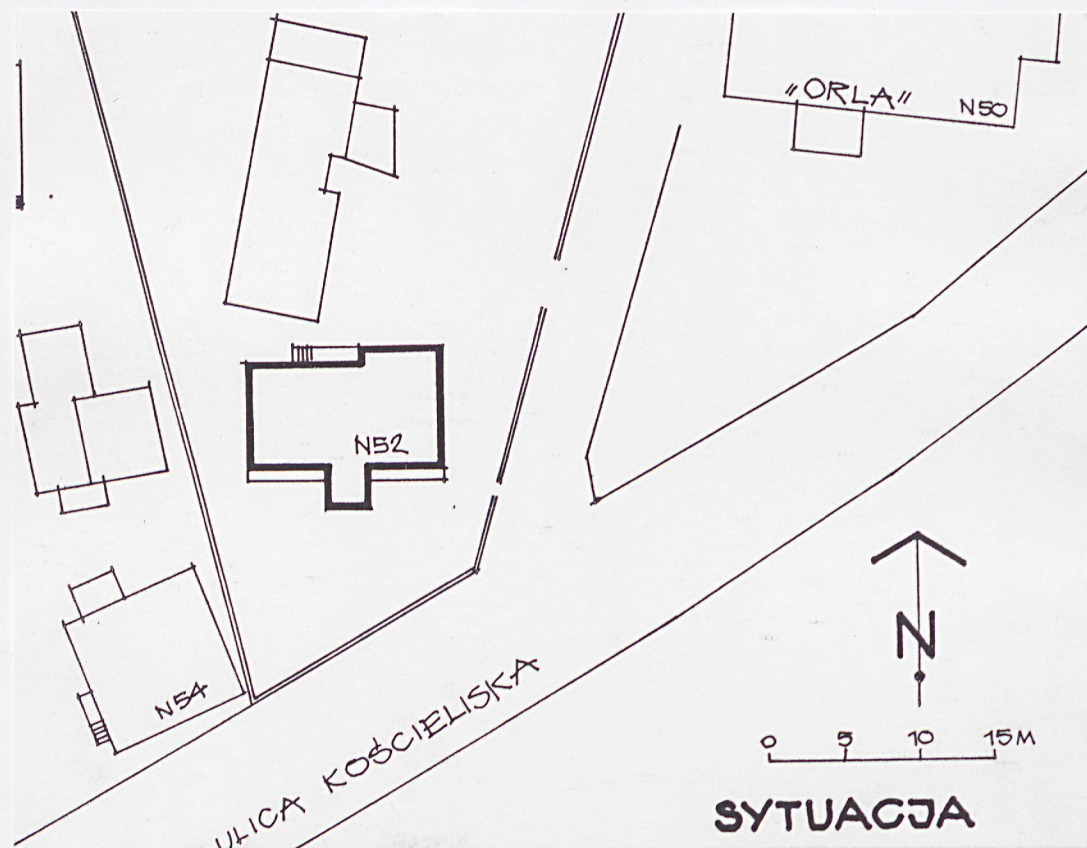 „ORLA”
N50
N52
N54
ULICA KOŚCIELISKA
N
0 5 10 15M
SYTUACJA